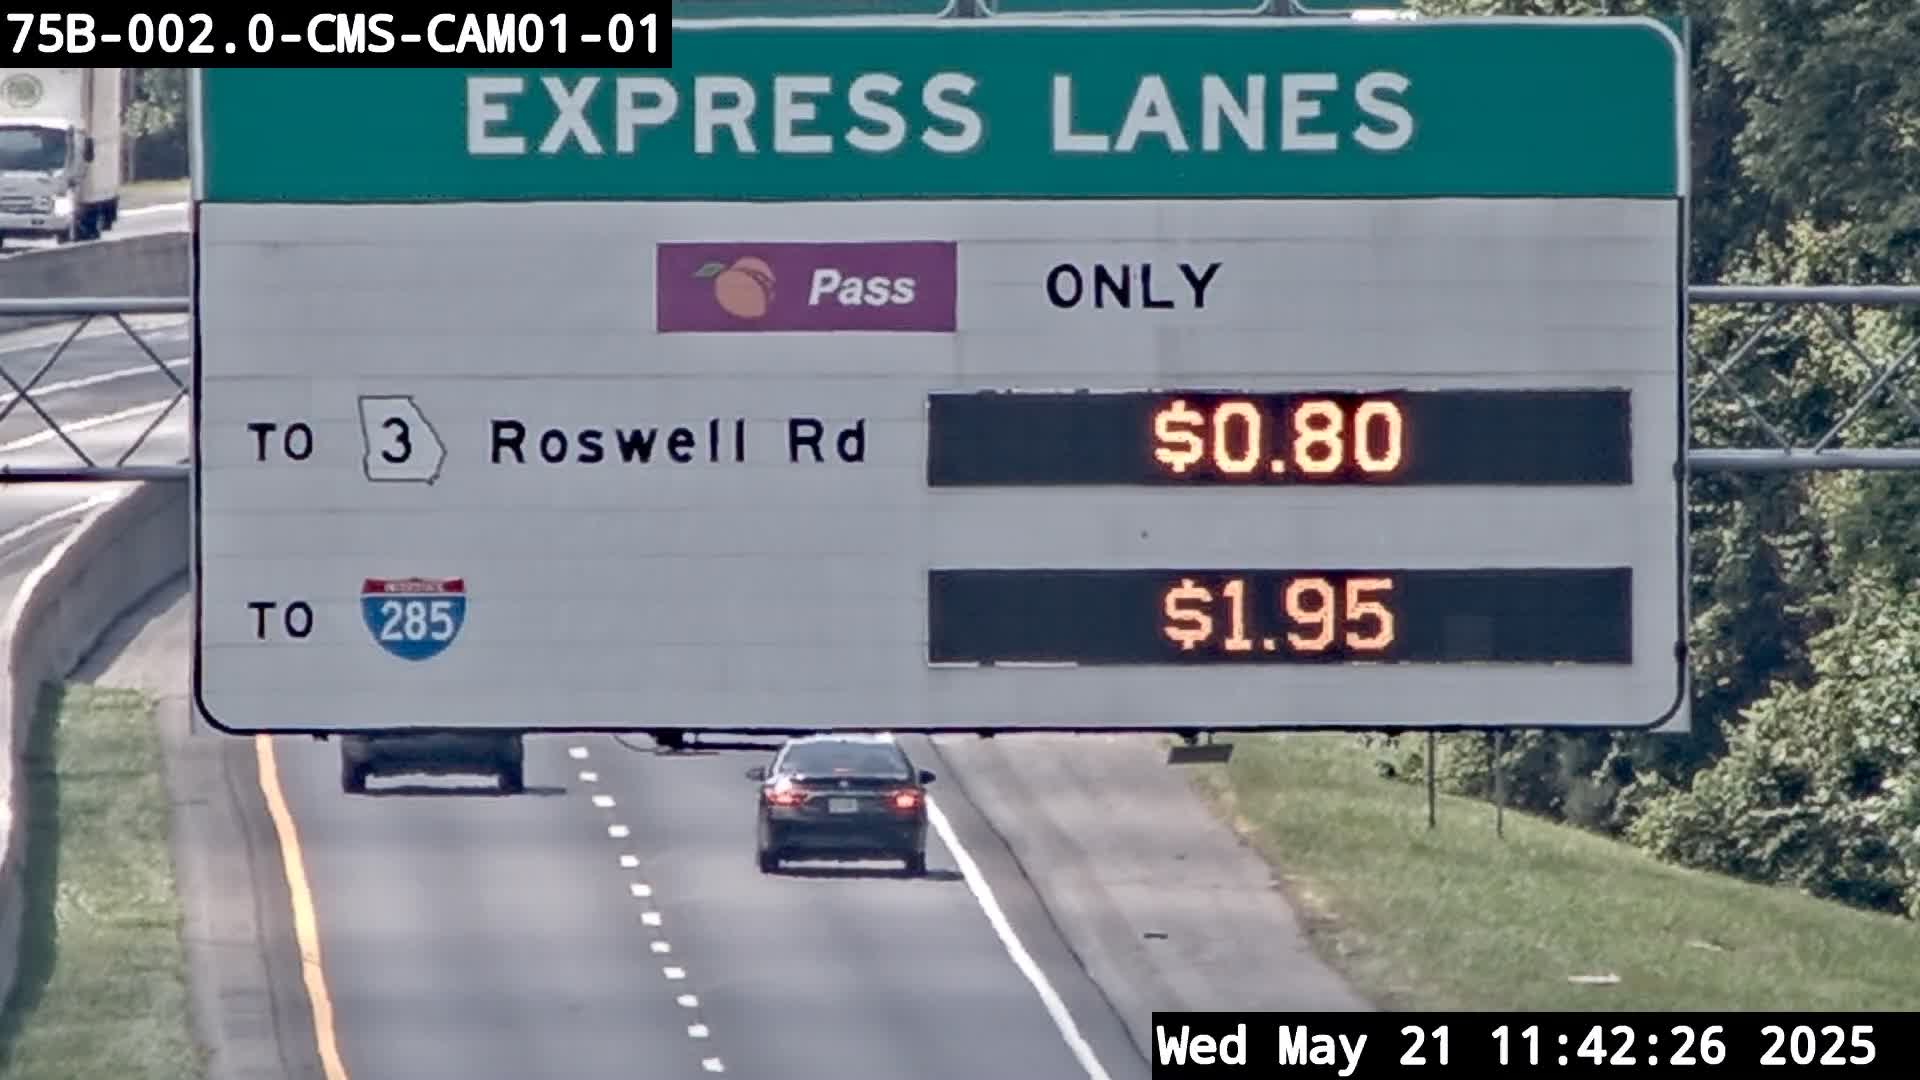 75B-002.0-CMS-CAM01-01
EXPRESS LANES
Pass ONLY
TO 3 Roswell Rd $0.80
TO INTERSTATE 285 $1.95
Wed May 21 11:42:26 2025